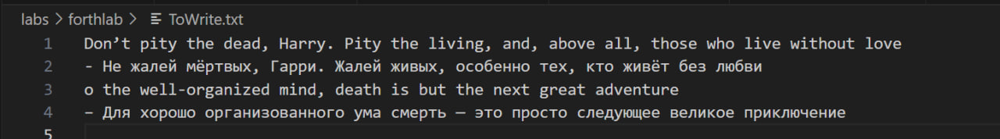 labs > forthlab > ToWrite.txt
1 Don’t pity the dead, Harry. Pity the living, and, above all, those who live without love
2 - Не жалей мёртвых, Гарри. Жалей живых, особенно тех, кто живёт без любви
3 o the well-organized mind, death is but the next great adventure
4 – Для хорошо организованного ума смерть — это просто следующее великое приключение
5